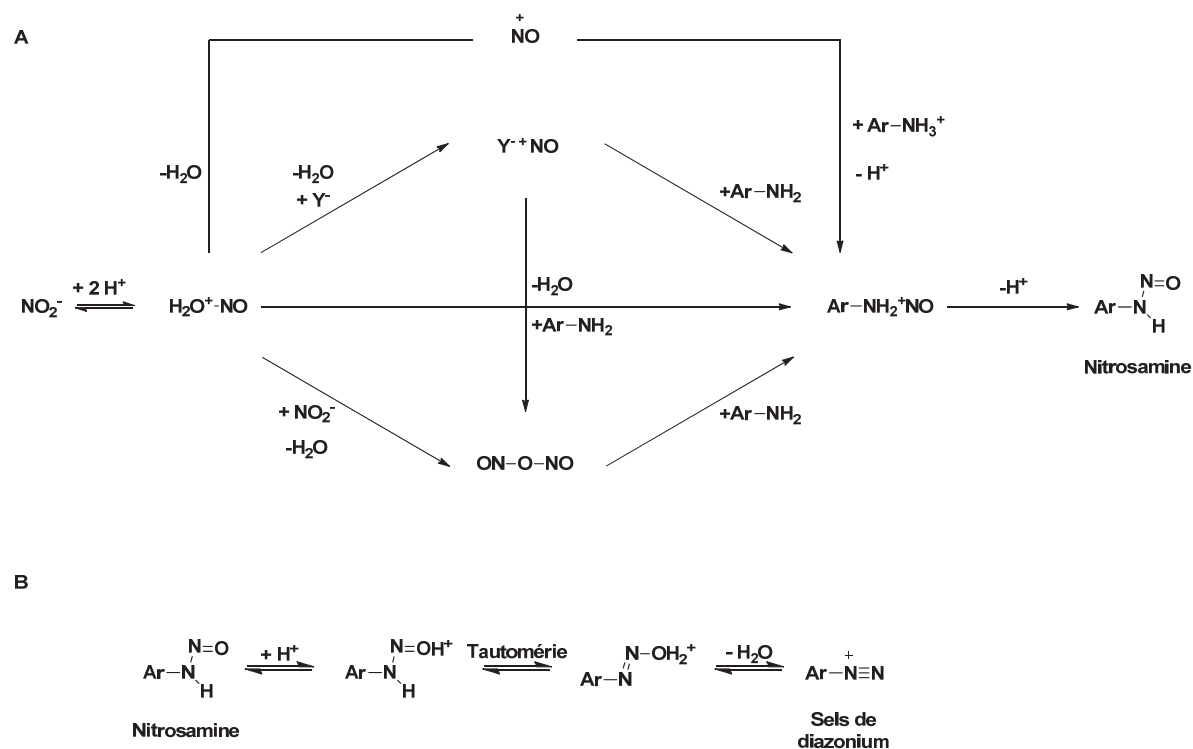 A
+
NO
-H2O
-H2O
+ Y-
Y-+NO
+ Ar-NH3+
- H+
+Ar-NH2
NO2-
+ 2 H+
H2O+-NO
-H2O
+Ar-NH2
Ar-NH2+NO
-H+
N=O
Ar-N
H
Nitrosamine
+ NO2-
-H2O
+Ar-NH2
ON-O-NO
B
N=O
Ar-N
H
Nitrosamine
+ H+
N=OH+
Ar-N
H
Tautomérie
N-OH2+
Ar-N
- H2O
+
Ar-N≡N
Sels de
diazonium